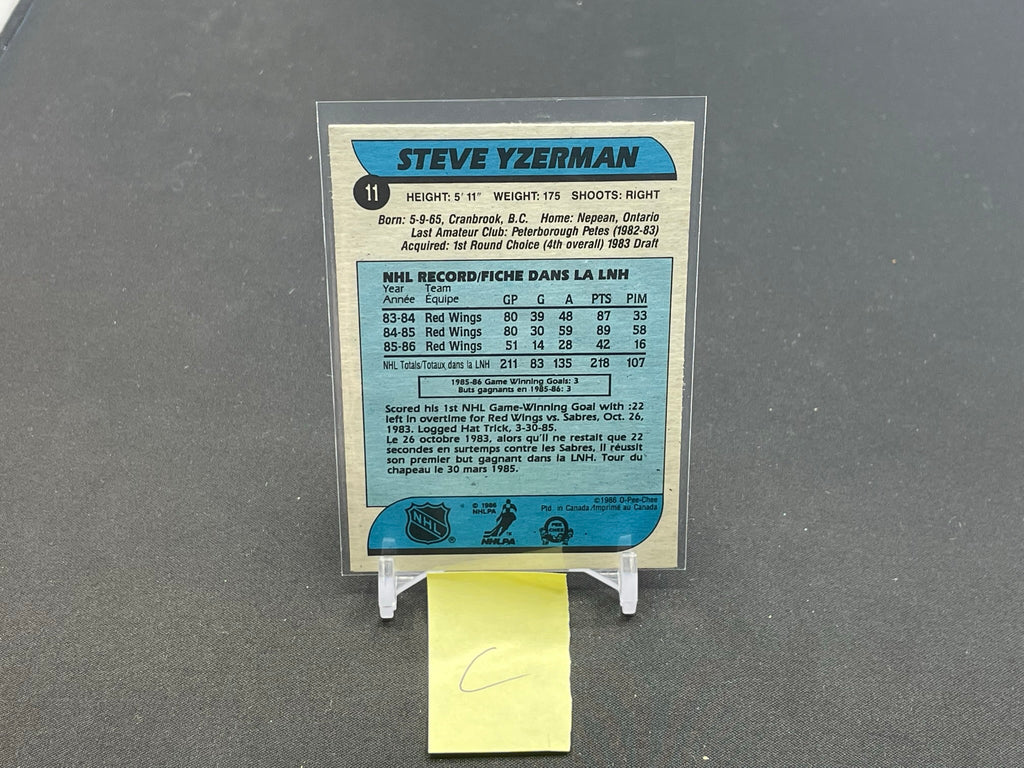 STEVE YZERMAN
11
HEIGHT: 5' 11" WEIGHT: 175 SHOOTS: RIGHT
Born: 5-9-65, Cranbrook, B.C. Home: Nepean, Ontario
Last Amateur Club: Peterborough Petes (1982-83)
Acquired: 1st Round Choice (4th overall) 1983 Draft
NHL RECORD/FICHE DANS LA LNH
Year Team
Année Équipe GP G A PTS PIM
83-84 Red Wings 80 39 48 87 33
84-85 Red Wings 80 30 59 89 58
85-86 Red Wings 51 14 28 42 16
NHL Totals/Totaux dans la LNH 211 83 135 218 107
1985-86 Game Winning Goals: 3
Buts gagnants en 1985-86: 3
Scored his 1st NHL Game-Winning Goal with :22
left in overtime for Red Wings vs. Sabres, Oct. 26,
1983. Logged Hat Trick, 3-30-85.
Le 26 octobre 1983, alors qu'il ne restait que 22
secondes en surtemps contre les Sabres, il réussit
son premier but gagnant dans la LNH. Tour du
chapeau le 30 mars 1985.
©1986 O-Pee-Chee
Ptd. in Canada/Imprimé au Canada
© 1986
NHLPA
NHL ®
NHLPA
O PEE CHEE
C